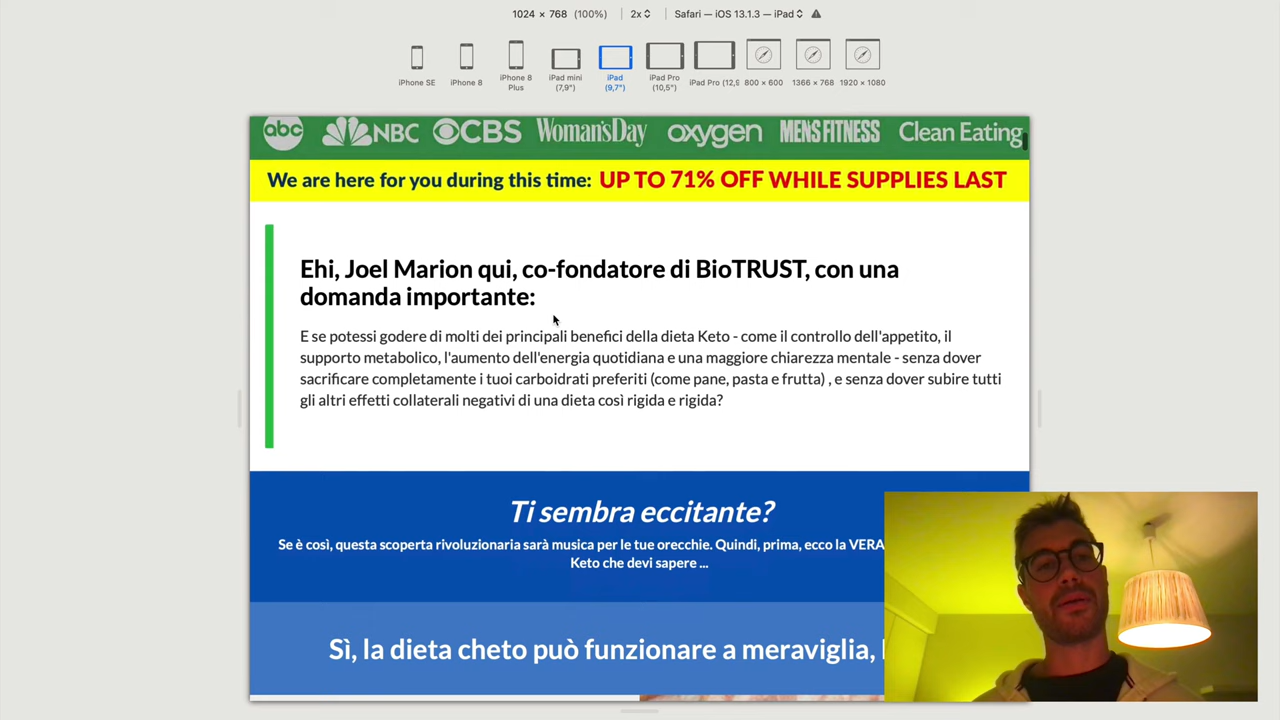 1024 × 768 (100%) 2x Safari — iOS 13.1.3 — iPad
iPhone SE
iPhone 8
iPhone 8
Plus
iPad mini
(7,9")
iPad
(9,7")
iPad Pro
(10,5")
iPad Pro (12,9
800 × 600
1366 × 768
1920 × 1080
abc NBC CBS Woman'sDay oxygen MEN'S FITNESS Clean Eating
We are here for you during this time: UP TO 71% OFF WHILE SUPPLIES LAST
Ehi, Joel Marion qui, co-fondatore di BioTRUST, con una
domanda importante:
E se potessi godere di molti dei principali benefici della dieta Keto - come il controllo dell'appetito, il
supporto metabolico, l'aumento dell'energia quotidiana e una maggiore chiarezza mentale - senza dover
sacrificare completamente i tuoi carboidrati preferiti (come pane, pasta e frutta) , e senza dover subire tutti
gli altri effetti collaterali negativi di una dieta così rigida e rigida?
Ti sembra eccitante?
Se è così, questa scoperta rivoluzionaria sarà musica per le tue orecchie. Quindi, prima, ecco la VERA
Keto che devi sapere ...
Sì, la dieta cheto può funzionare a meraviglia,